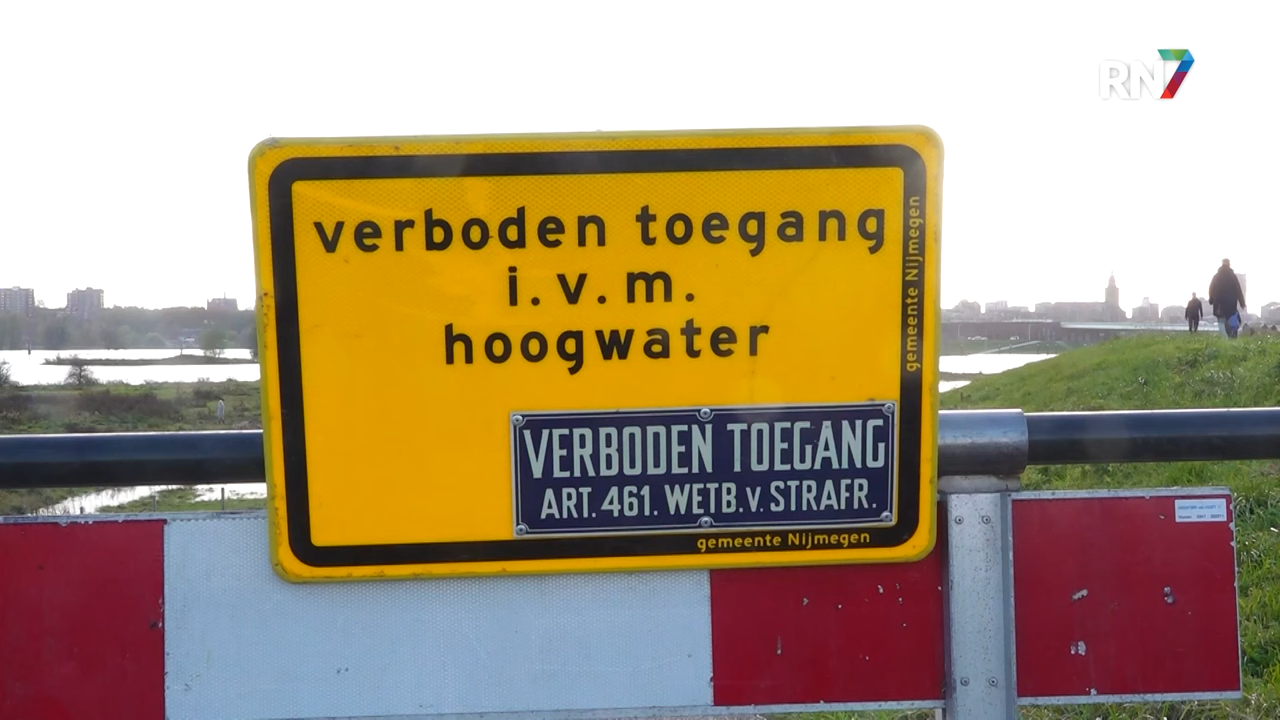 RN7
verboden toegang
i.v.m.
hoogwater
gemeente Nijmegen
VERBODEN TOEGANG
ART. 461. WETB. v. STRAFR.
gemeente Nijmegen